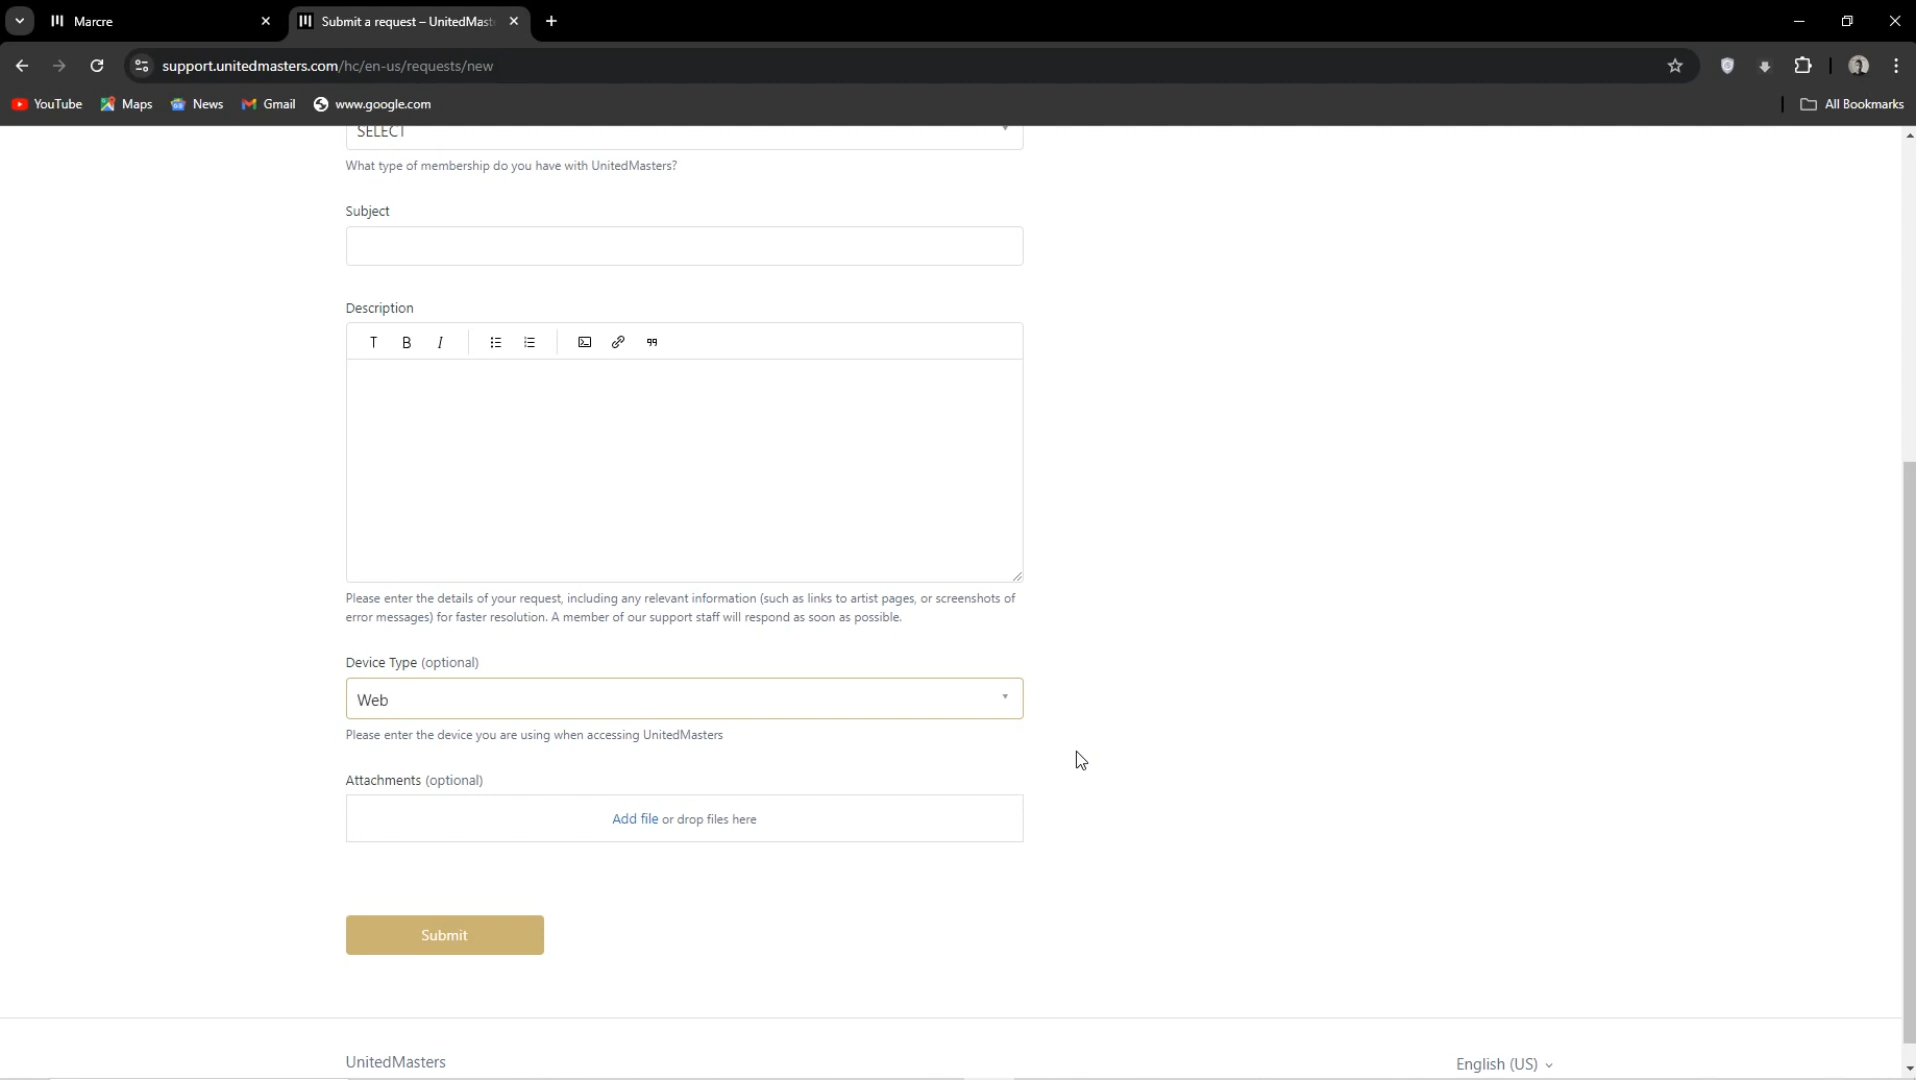 Marcre
Submit a request – UnitedMast
support.unitedmasters.com/hc/en-us/requests/new
YouTube
Maps
News
Gmail
www.google.com
All Bookmarks
SELECT
What type of membership do you have with UnitedMasters?
Subject
Description
T B I
Please enter the details of your request, including any relevant information (such as links to artist pages, or screenshots of
error messages) for faster resolution. A member of our support staff will respond as soon as possible.
Device Type (optional)
Web
Please enter the device you are using when accessing UnitedMasters
Attachments (optional)
Add file or drop files here
Submit
UnitedMasters
English (US)